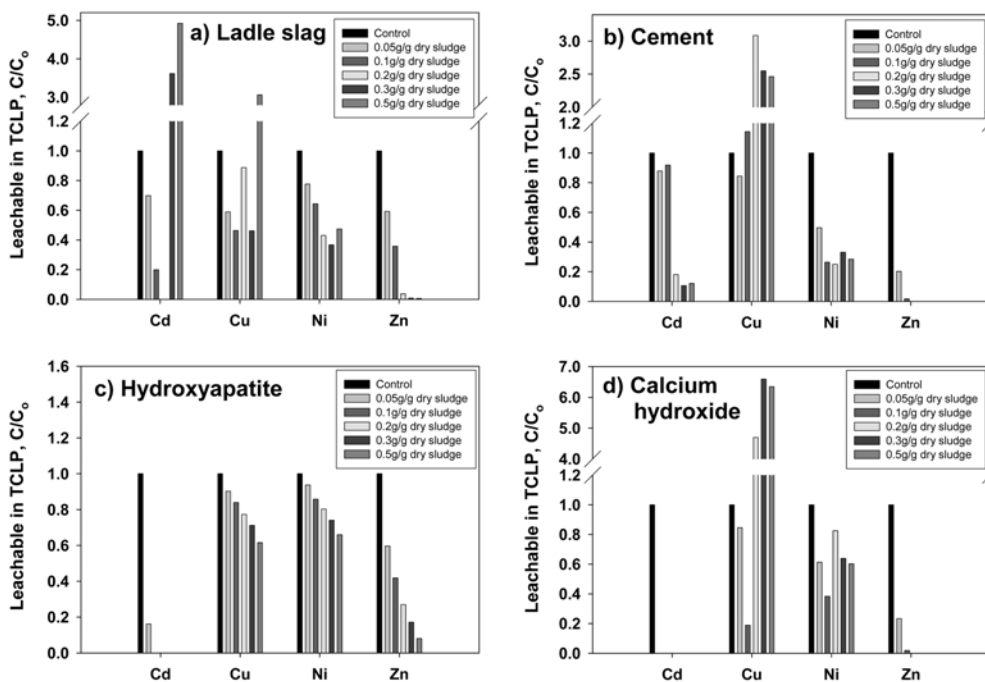 a) Ladle slag
Leachable in TCLP, C/Co
5.0
4.0
3.0
1.2
1.0
0.8
0.6
0.4
0.2
0.0
Cd Cu Ni Zn
Control
0.05g/g dry sludge
0.1g/g dry sludge
0.2g/g dry sludge
0.3g/g dry sludge
0.5g/g dry sludge
b) Cement
Leachable in TCLP, C/Co
3.0
2.5
2.0
1.2
1.0
0.8
0.6
0.4
0.2
0.0
Cd Cu Ni Zn
Control
0.05g/g dry sludge
0.1g/g dry sludge
0.2g/g dry sludge
0.3g/g dry sludge
0.5g/g dry sludge
c) Hydroxyapatite
Leachable in TCLP, C/Co
1.6
1.4
1.2
1.0
0.8
0.6
0.4
0.2
0.0
Cd Cu Ni Zn
Control
0.05g/g dry sludge
0.1g/g dry sludge
0.2g/g dry sludge
0.3g/g dry sludge
0.5g/g dry sludge
d) Calcium
hydroxide
Leachable in TCLP, C/Co
7.0
6.0
5.0
4.0
1.0
0.8
0.6
0.4
0.2
0.0
Cd Cu Ni Zn
Control
0.05g/g dry sludge
0.1g/g dry sludge
0.2g/g dry sludge
0.3g/g dry sludge
0.5g/g dry sludge